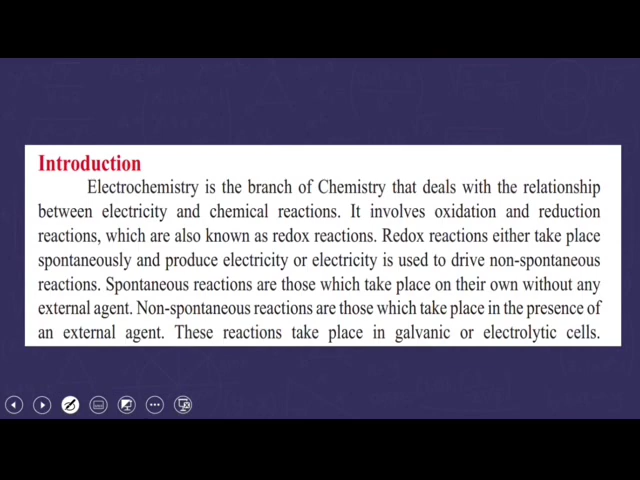 Introduction
Electrochemistry is the branch of Chemistry that deals with the relationship
between electricity and chemical reactions. It involves oxidation and reduction
reactions, which are also known as redox reactions. Redox reactions either take place
spontaneously and produce electricity or electricity is used to drive non-spontaneous
reactions. Spontaneous reactions are those which take place on their own without any
external agent. Non-spontaneous reactions are those which take place in the presence of
an external agent. These reactions take place in galvanic or electrolytic cells.